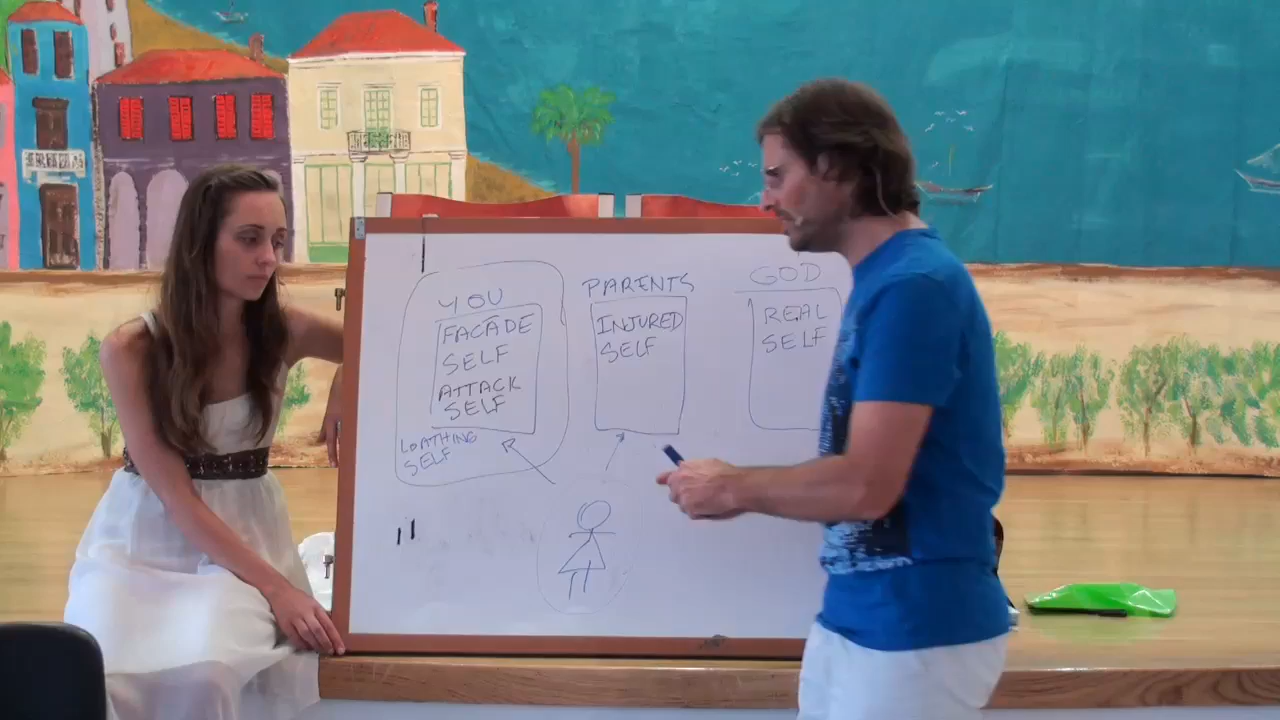 YOU
FACADE
SELF
ATTACK
SELF
LOATHING
SELF
PARENTS
INJURED
SELF
GOD
REAL
SELF